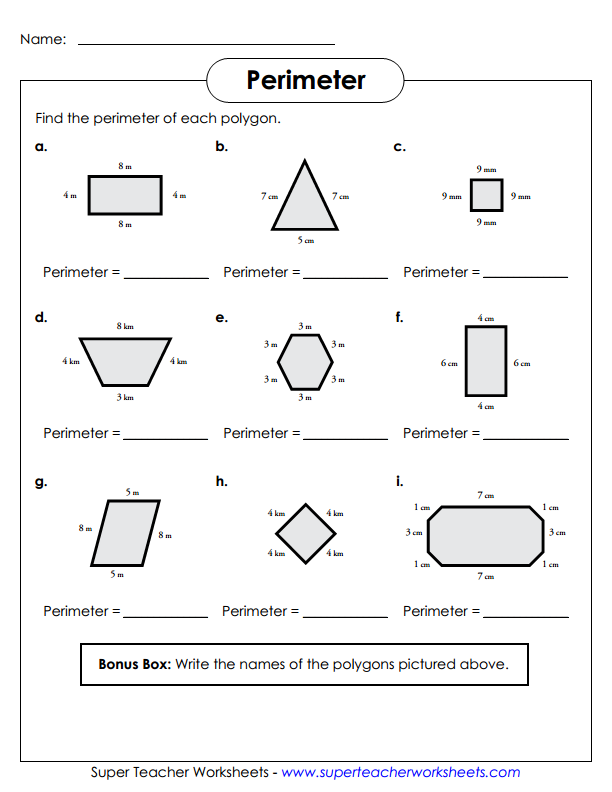 Name: ____________________
Perimeter
Find the perimeter of each polygon.
a. b. c.
8 m
4 m 4 m
8 m
7 cm 7 cm
5 cm
9 mm
9 mm 9 mm
9 mm
Perimeter = __________ Perimeter = __________ Perimeter = __________
d. e. f.
8 km
4 km 4 km
3 km
3 m
3 m 3 m
3 m 3 m
3 m
4 cm
6 cm 6 cm
4 cm
Perimeter = __________ Perimeter = __________ Perimeter = __________
g. h. i.
5 m
8 m 8 m
5 m
4 km 4 km
4 km 4 km
7 cm
1 cm 1 cm
3 cm 3 cm
1 cm 1 cm
7 cm
Perimeter = __________ Perimeter = __________ Perimeter = __________
Bonus Box: Write the names of the polygons pictured above.
Super Teacher Worksheets - www.superteacherworksheets.com